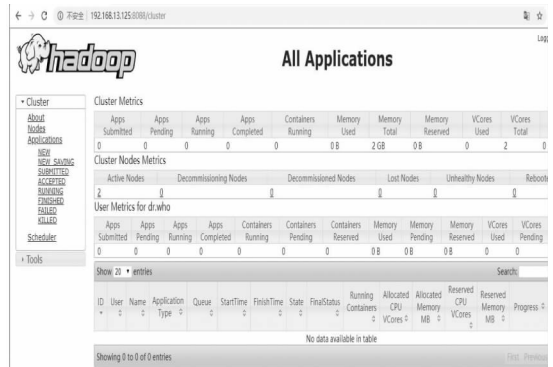 不安全 192.168.13.125:8088/cluster
Logg
hadoop
All Applications
Cluster
About
Nodes
Applications
NEW
NEW_SAVING
SUBMITTED
ACCEPTED
RUNNING
FINISHED
FAILED
KILLED
Scheduler
Tools
Cluster Metrics
Apps Submitted Apps Pending Apps Running Apps Completed Containers Running Memory Used Memory Total Memory Reserved VCores Used VCores Total
0 0 0 0 0 0 B 2 GB 0 B 0 2 0
Cluster Nodes Metrics
Active Nodes Decommissioning Nodes Decommissioned Nodes Lost Nodes Unhealthy Nodes Reboote
2 0 0 0 0 0
User Metrics for dr.who
Apps Submitted Apps Pending Apps Running Apps Completed Containers Running Containers Pending Containers Reserved Memory Used Memory Pending Memory Reserved VCores Used VCores Pending
0 0 0 0 0 0 0 0 B 0 B 0 B 0 0
Show 20 entries Search:
ID User Name Application Type Queue StartTime FinishTime State FinalStatus Running Containers Allocated CPU VCores Allocated Memory MB Reserved CPU VCores Reserved Memory MB Progress
No data available in table
Showing 0 to 0 of 0 entries First Previous